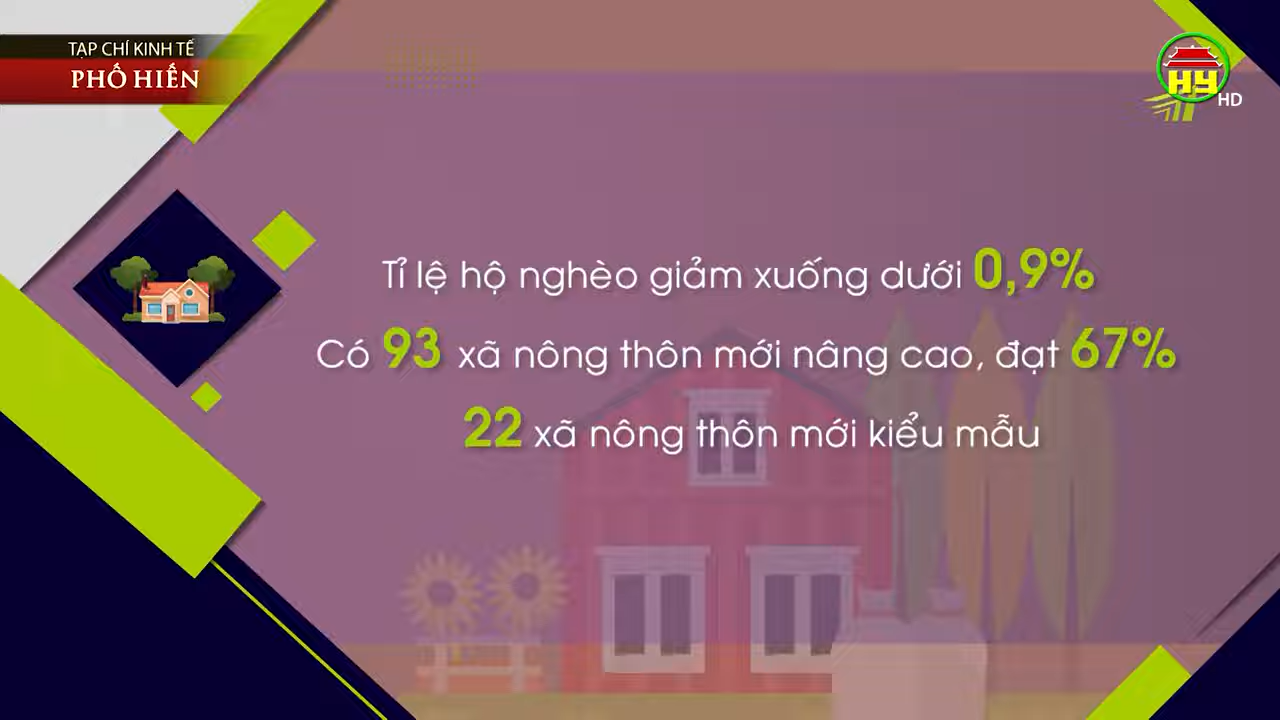 TẠP CHÍ KINH TẾ
PHỐ HIẾN
HY
HD
Tỉ lệ hộ nghèo giảm xuống dưới 0,9%
Có 93 xã nông thôn mới nâng cao, đạt 67%
22 xã nông thôn mới kiểu mẫu